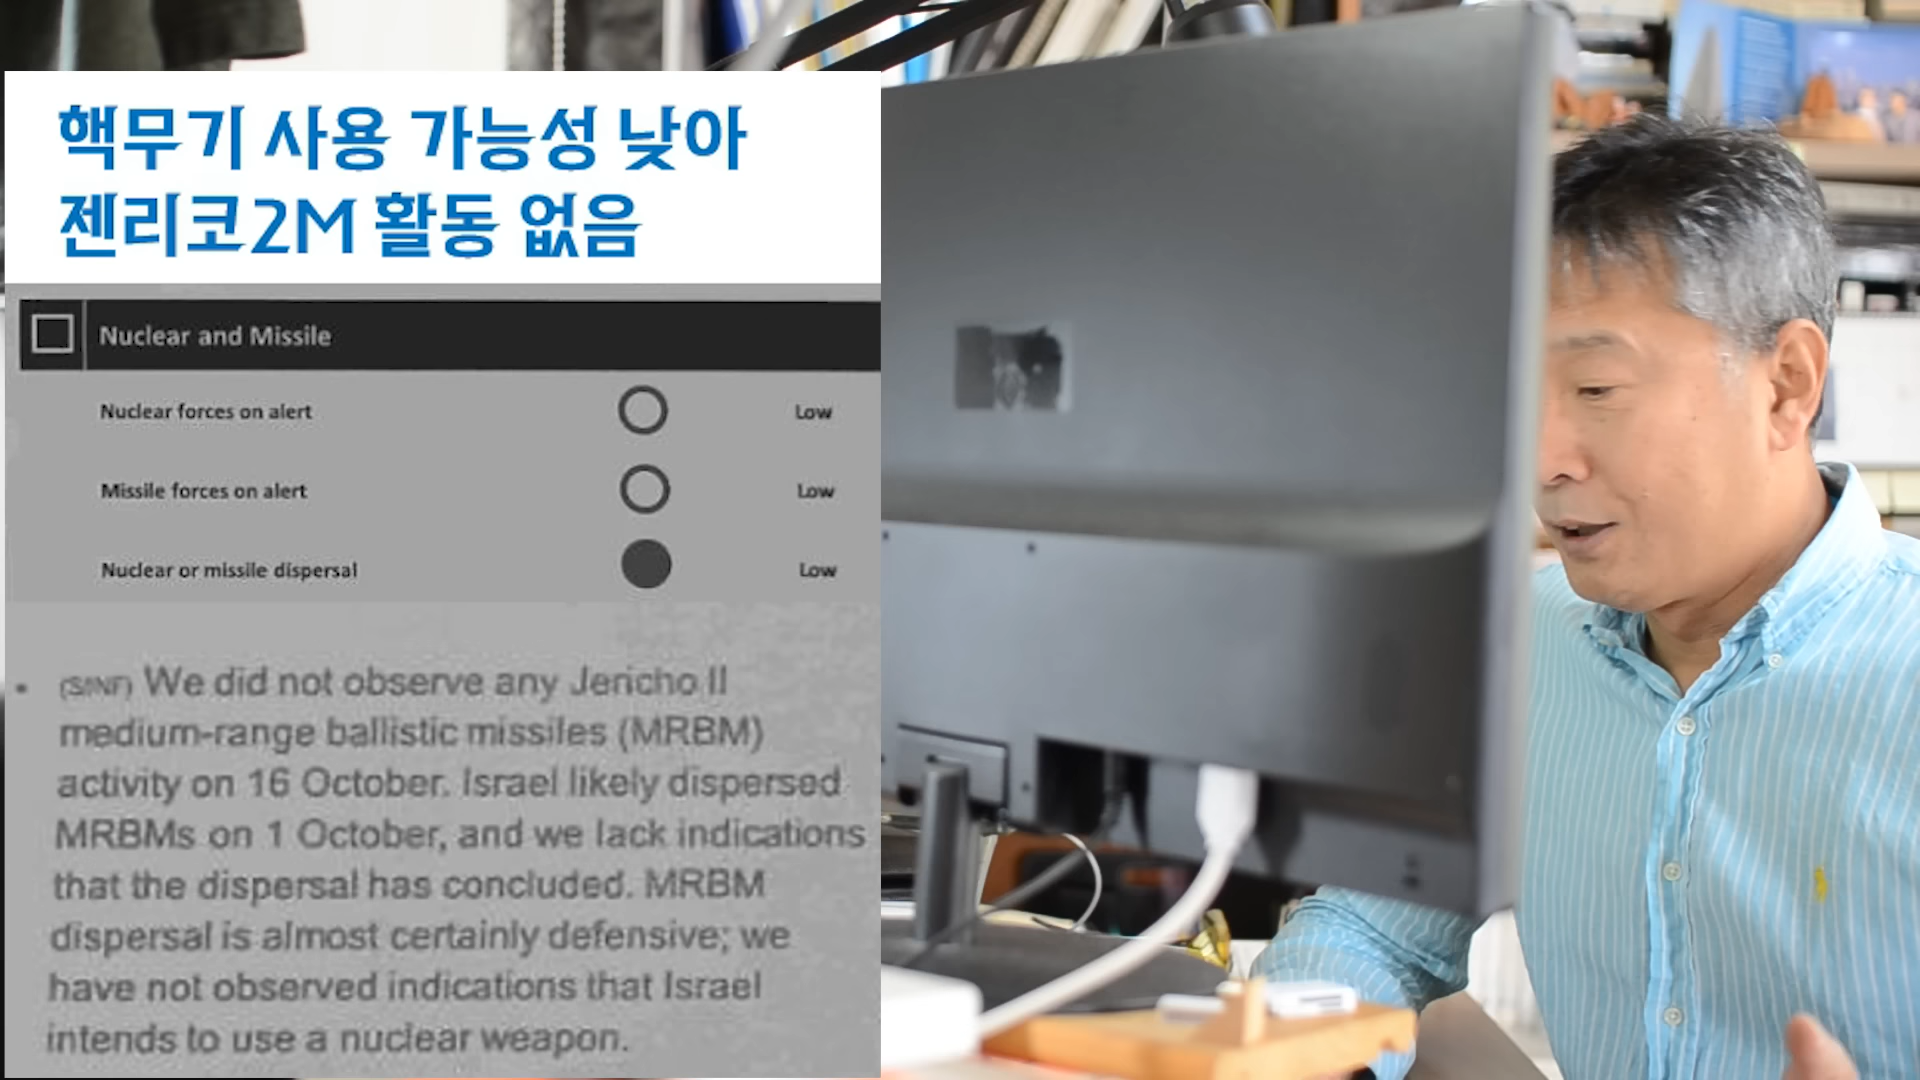 핵무기 사용 가능성 낮아
젠리코2M 활동 없음
Nuclear and Missile
Nuclear forces on alert Low
Missile forces on alert Low
Nuclear or missile dispersal Low
• (S//NF) We did not observe any Jericho II
medium-range ballistic missiles (MRBM)
activity on 16 October. Israel likely dispersed
MRBMs on 1 October, and we lack indications
that the dispersal has concluded. MRBM
dispersal is almost certainly defensive; we
have not observed indications that Israel
intends to use a nuclear weapon.